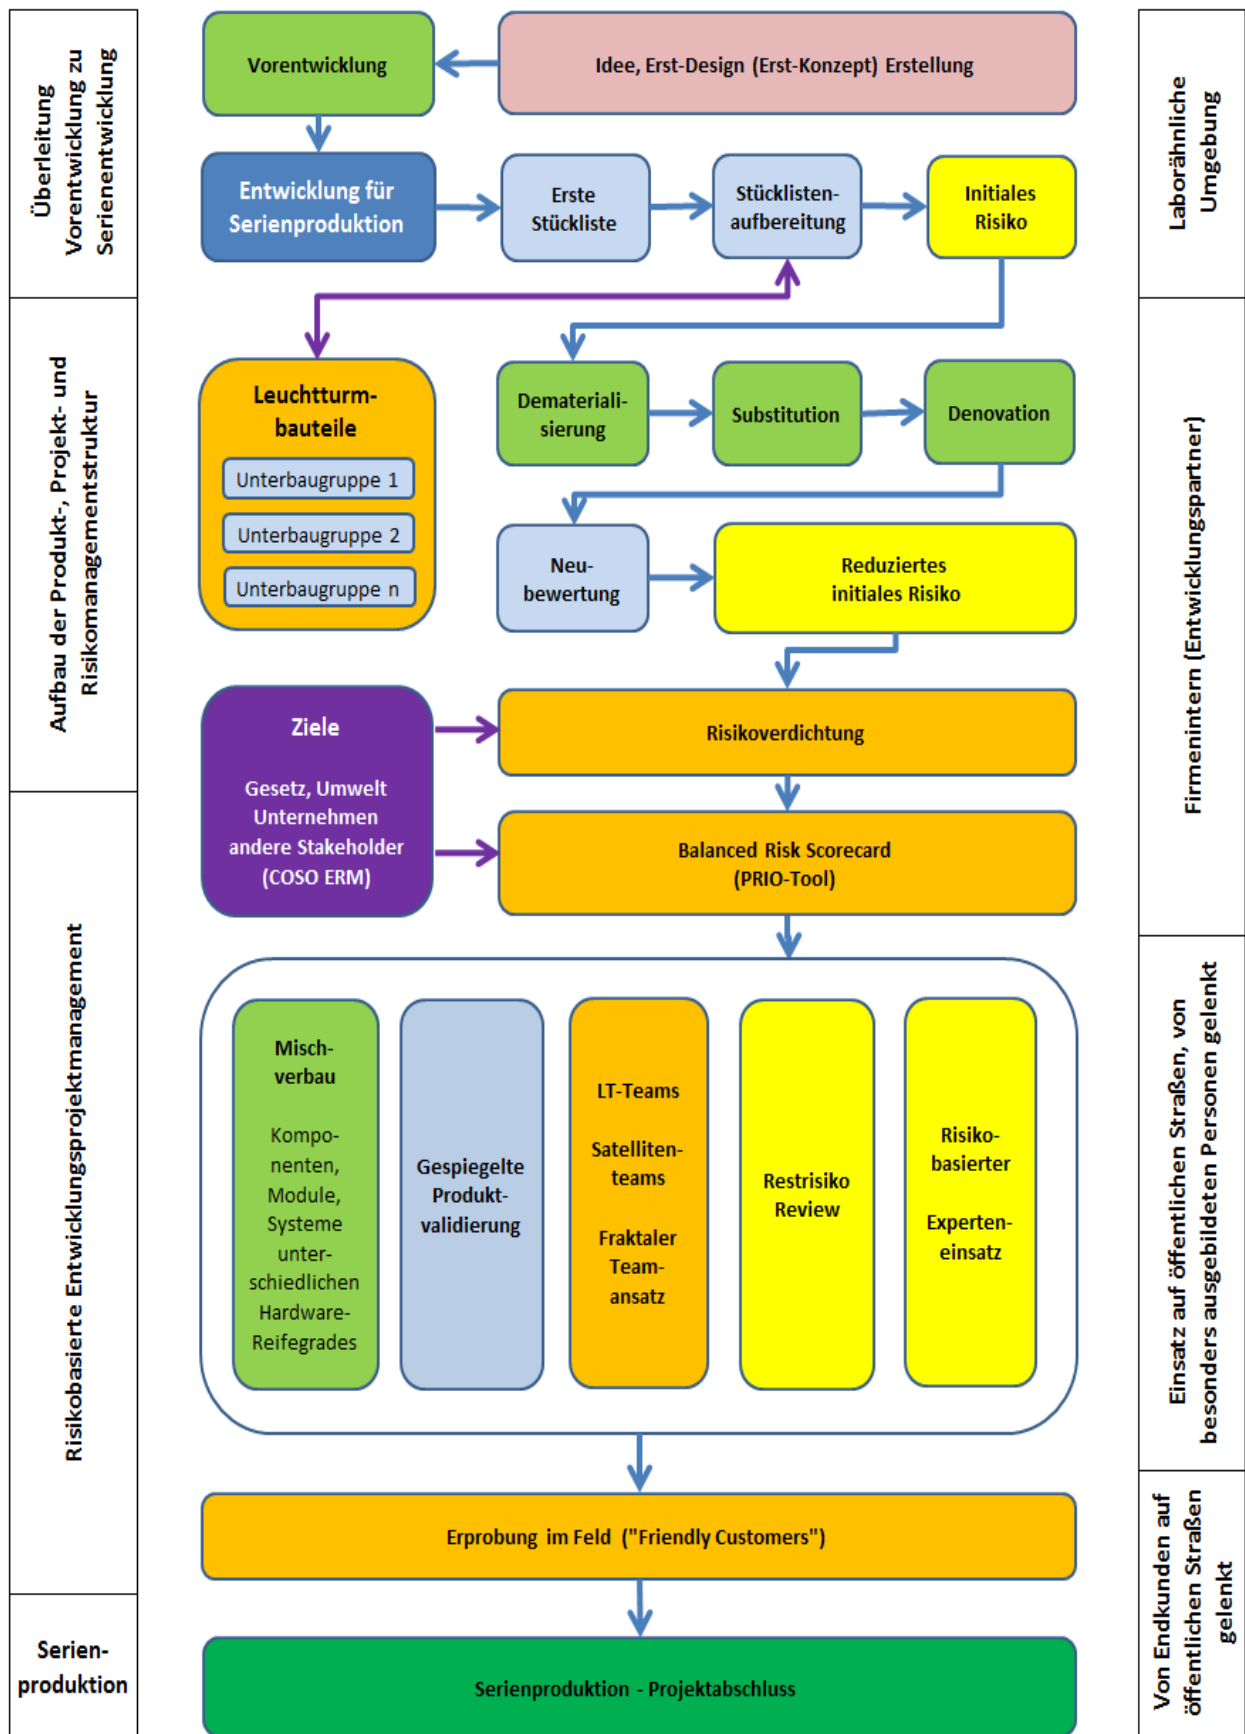 Überleitung
Vorentwicklung zu
Serienentwicklung
Vorentwicklung
Idee, Erst-Design (Erst-Konzept) Erstellung
Laborähnliche
Umgebung
Entwicklung für
Serienproduktion
Erste
Stückliste
Stücklisten-
aufbereitung
Initiales
Risiko
Aufbau der Produkt-, Projekt- und
Risikomanagementstruktur
Leuchtturm-
bauteile
Unterbaugruppe 1
Unterbaugruppe 2
Unterbaugruppe n
Dematerialisi-
sierung
Substitution
Denovation
Neu-
bewertung
Reduziertes
initiales Risiko
Firmenintern (Entwicklungspartner)
Ziele
Gesetz, Umwelt
Unternehmen
andere Stakeholder
(COSO ERM)
Risikoverdichtung
Balanced Risk Scorecard
(PRIO-Tool)
Risikobasierte Entwicklungsprojektmanagement
Misch-
verbau
Kompo-
nenten,
Module,
Systeme
unter-
schiedlichen
Hardware-
Reifegrades
Gespiegelte
Produkt-
validierung
LT-Teams
Satelliten-
teams
Fraktaler
Team-
ansatz
Restrisiko
Review
Risiko-
basierter
Experten-
einsatz
Einsatz auf öffentlichen Straßen, von
besonders ausgebildeten Personen gelenkt
Erprobung im Feld ("Friendly Customers")
Von Endkunden auf
öffentlichen Straßen
gelenkt
Serien-
produktion
Serienproduktion - Projektabschluss